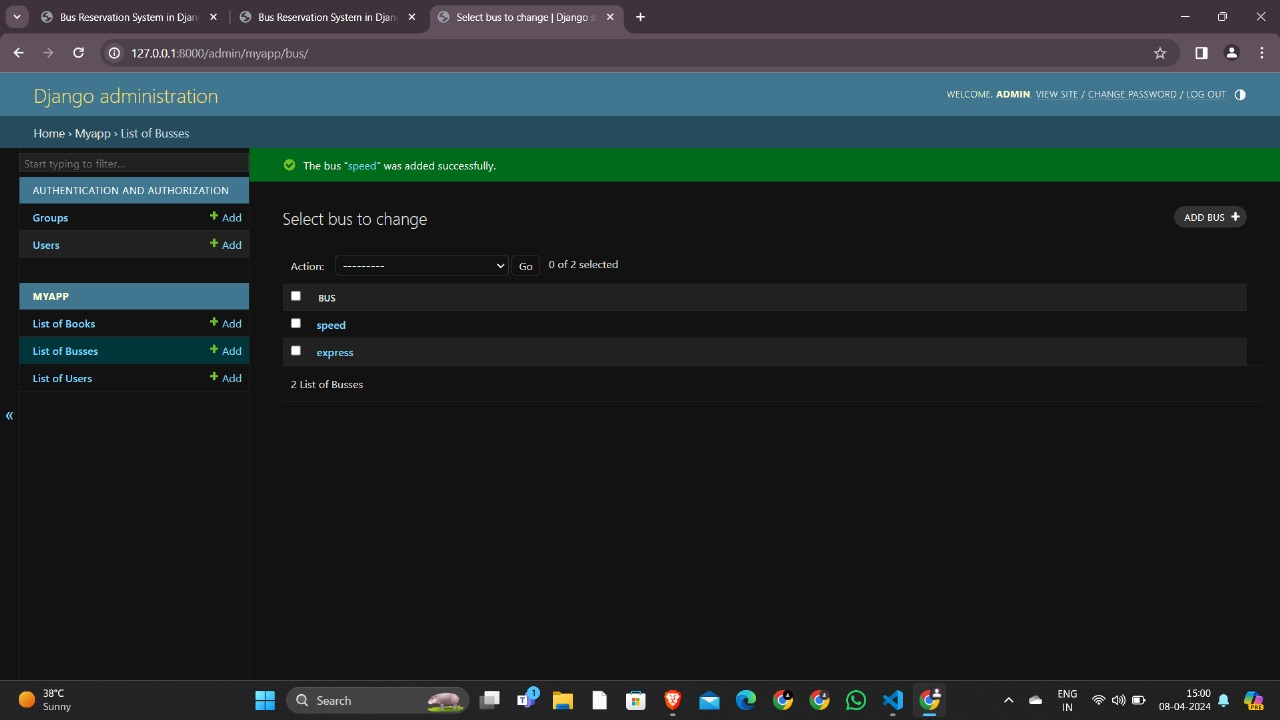 Bus Reservation System in Djan
Bus Reservation System in Djan
Select bus to change | Django s
127.0.0.1:8000/admin/myapp/bus/
Django administration
WELCOME, ADMIN. VIEW SITE / CHANGE PASSWORD / LOG OUT
Home › Myapp › List of Busses
Start typing to filter...
The bus “speed” was added successfully.
AUTHENTICATION AND AUTHORIZATION
Groups + Add
Users + Add
MYAPP
List of Books + Add
List of Busses + Add
List of Users + Add
«
Select bus to change
ADD BUS +
Action: --------- Go 0 of 2 selected
BUS
speed
express
2 List of Busses
38°C
Sunny
Search
1
PRE
ENG
IN
15:00
08-04-2024